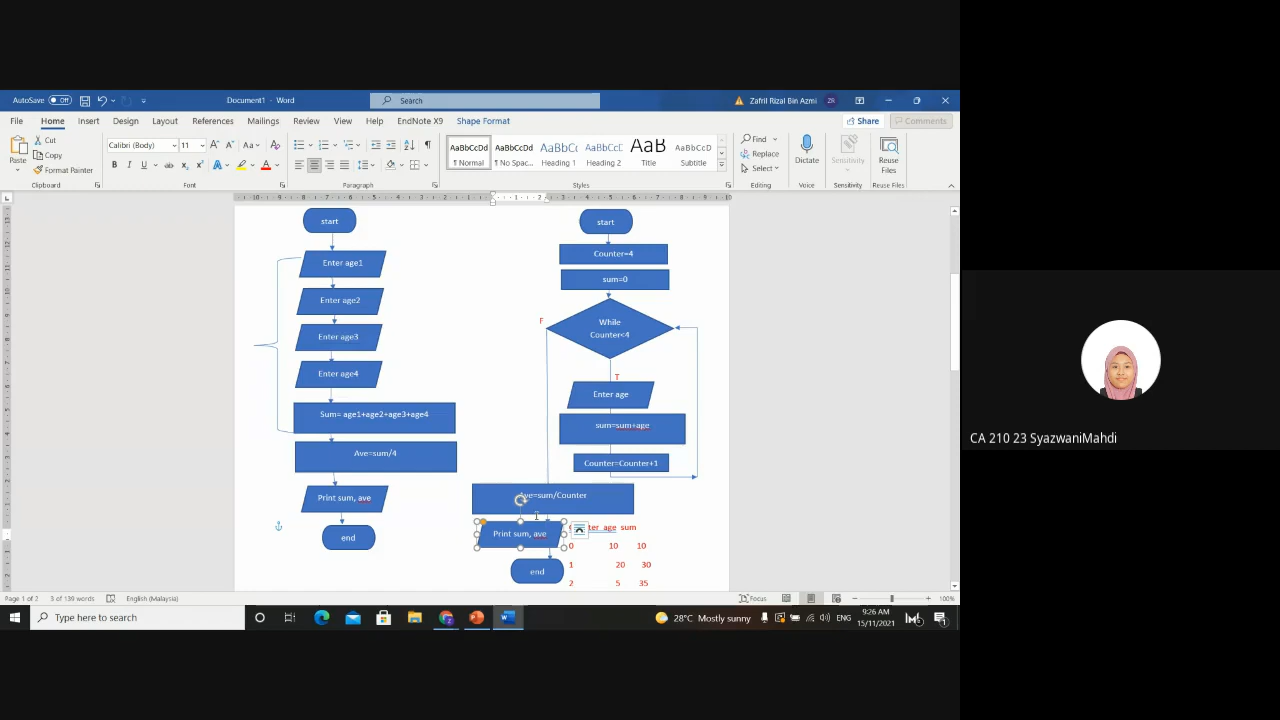 AutoSave Off
Document1 - Word
Search
Zafril Rizal Bin Azmi ZR
File Home Insert Design Layout References Mailings Review View Help EndNote X9 Shape Format
Share Comments
Paste
Cut
Copy
Format Painter
Calibri (Body) 11
AaBbCcDd AaBbCcDd AaBbCc AaBbCcD AaB AaBbCcD
¶ Normal ¶ No Spac... Heading 1 Heading 2 Title Subtitle
Find
Replace
Select
Dictate
Sensitivity
Reuse Files
Clipboard Font Paragraph Styles Editing Voice Sensitivity Reuse Files
start
Enter age1
Enter age2
Enter age3
Enter age4
Sum= age1+age2+age3+age4
Ave=sum/4
Print sum, ave
end
start
Counter=4
sum=0
While
Counter<4
F
T
Enter age
sum=sum+age
Counter=Counter+1
Ave=sum/Counter
Print sum, ave
end
age sum
0 10 10
1 20 30
2 5 35
CA 210 23 SyazwaniMahdi
Page 1 of 2 3 of 139 words English (Malaysia)
Focus
100%
Type here to search
28°C Mostly sunny
ENG
9:26 AM
15/11/2021